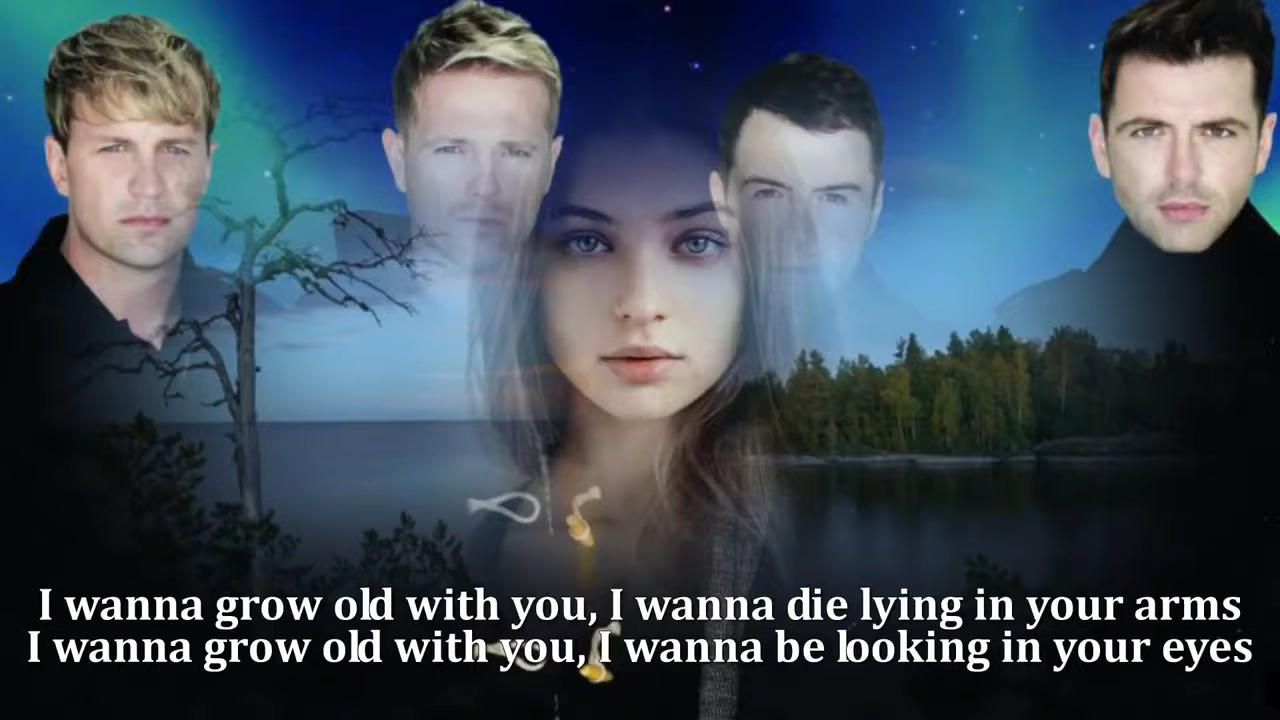 I wanna grow old with you, I wanna die lying in your arms
I wanna grow old with you, I wanna be looking in your eyes